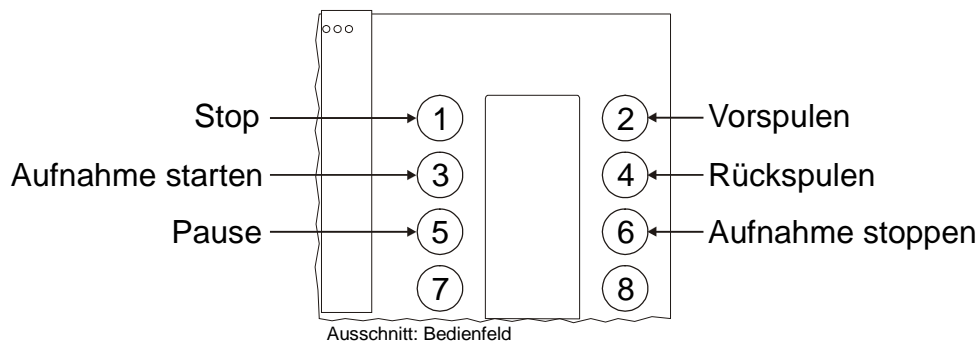 Stop 1 2 Vorspulen
Aufnahme starten 3 4 Rückspulen
Pause 5 6 Aufnahme stoppen
7 8
Ausschnitt: Bedienfeld